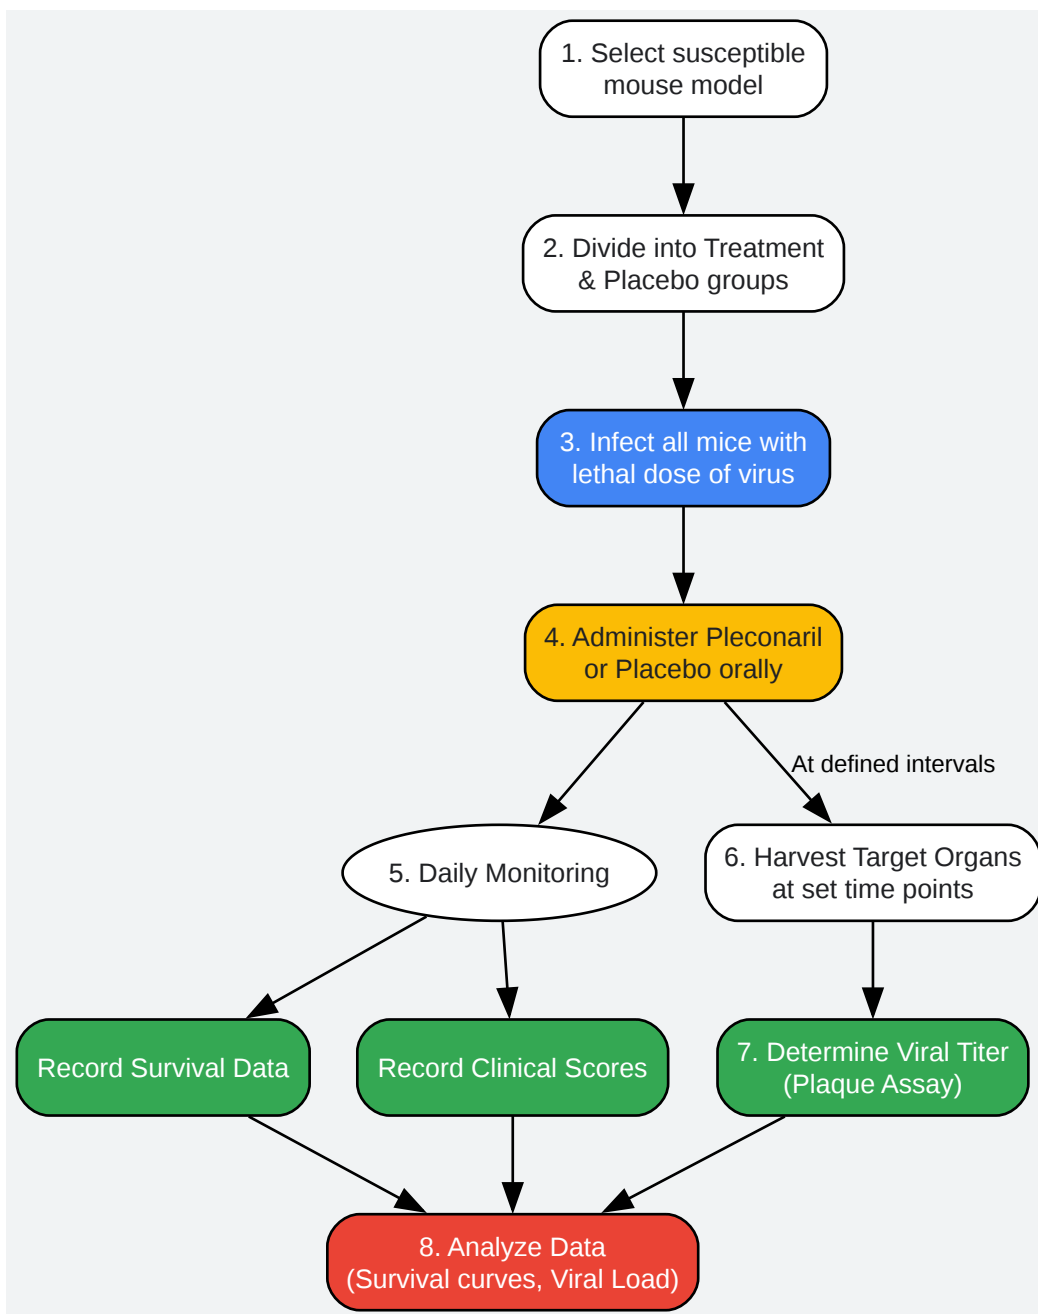 1. Select susceptible
mouse model
2. Divide into Treatment
& Placebo groups
3. Infect all mice with
lethal dose of virus
4. Administer Pleconaril
or Placebo orally
At defined intervals
5. Daily Monitoring
6. Harvest Target Organs
at set time points
Record Survival Data
Record Clinical Scores
7. Determine Viral Titer
(Plaque Assay)
8. Analyze Data
(Survival curves, Viral Load)